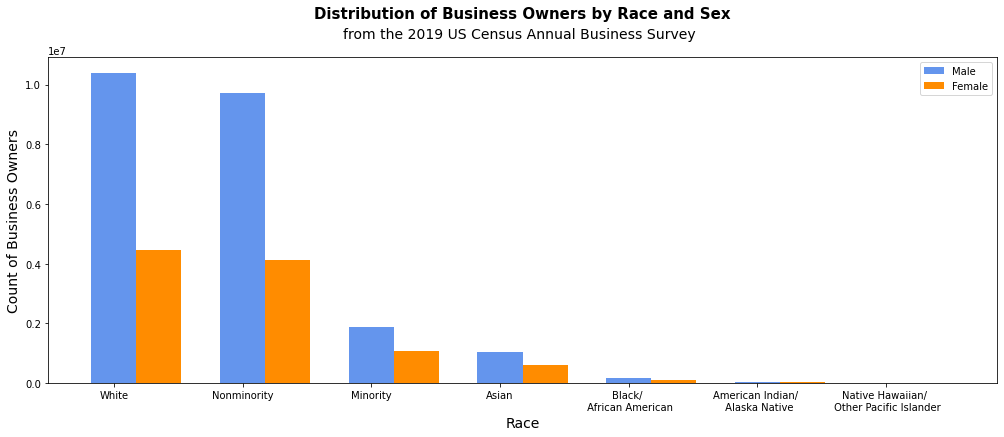 Distribution of Business Owners by Race and Sex
from the 2019 US Census Annual Business Survey
1e7
Male
Female
1.0
0.8
0.6
0.4
0.2
0.0
Count of Business Owners
White
Nonminority
Minority
Asian
Black/
African American
American Indian/
Alaska Native
Native Hawaiian/
Other Pacific Islander
Race